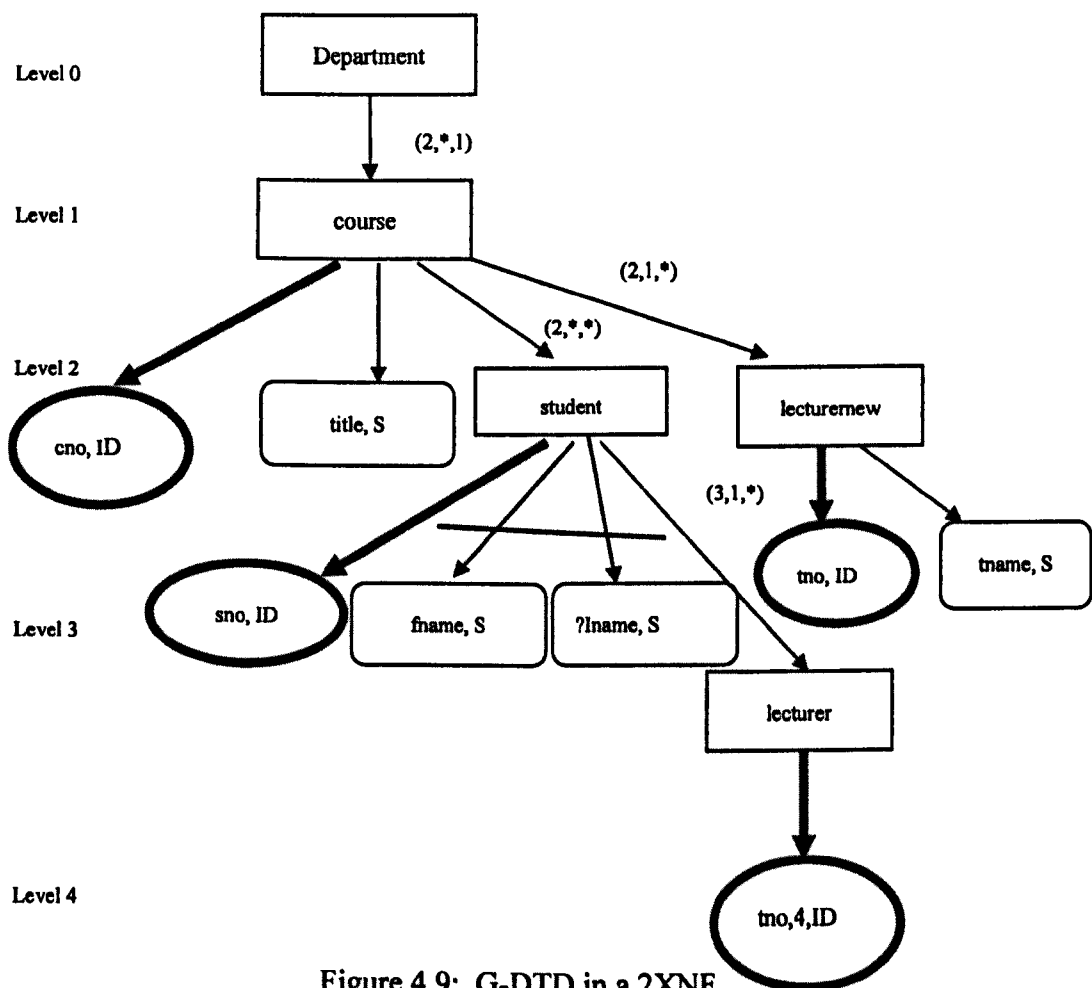 Department
Level 0
(2,*,1)
Level 1
course
(2,1,*)
(2,*,*)
Level 2
student
lecturernew
title, S
cno, ID
(3,1,*)
tno, ID
tname, S
sno, ID
fname, S
?lname, S
Level 3
lecturer
Level 4
tno,4,ID
Figure 4.9: G-DTD in a 2XNF